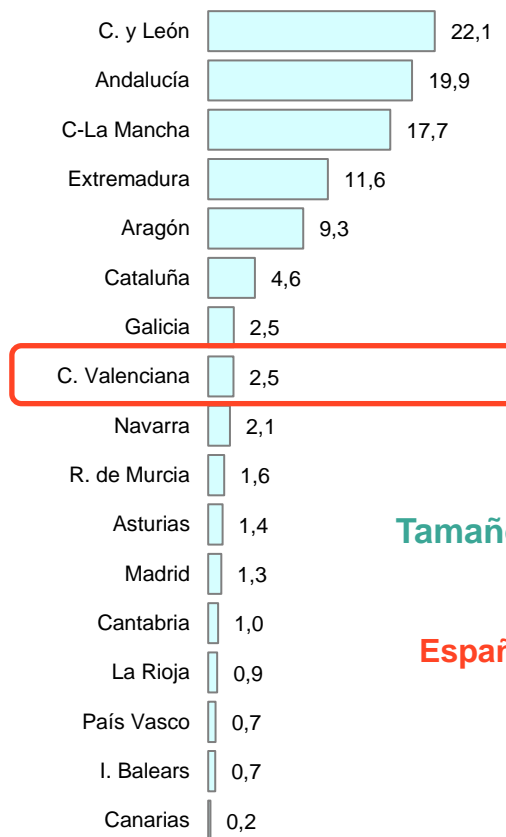 C. y León 22,1
Andalucía 19,9
C-La Mancha 17,7
Extremadura 11,6
Aragón 9,3
Cataluña 4,6
Galicia 2,5
C. Valenciana 2,5
Navarra 2,1
R. de Murcia 1,6
Asturias 1,4
Madrid 1,3
Cantabria 1,0
La Rioja 0,9
País Vasco 0,7
I. Balears 0,7
Canarias 0,2